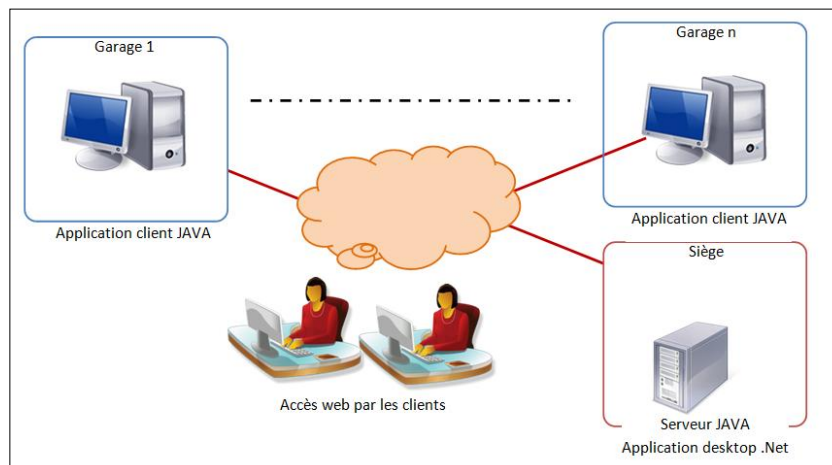 Garage 1
Garage n
Application client JAVA
Application client JAVA
Siège
Accès web par les clients
Serveur JAVA
Application desktop .Net